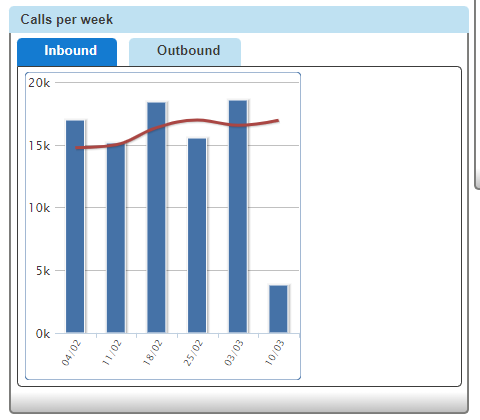 Calls per week
Inbound Outbound
20k
15k
10k
5k
0k
04/02 11/02 18/02 25/02 03/03 10/03